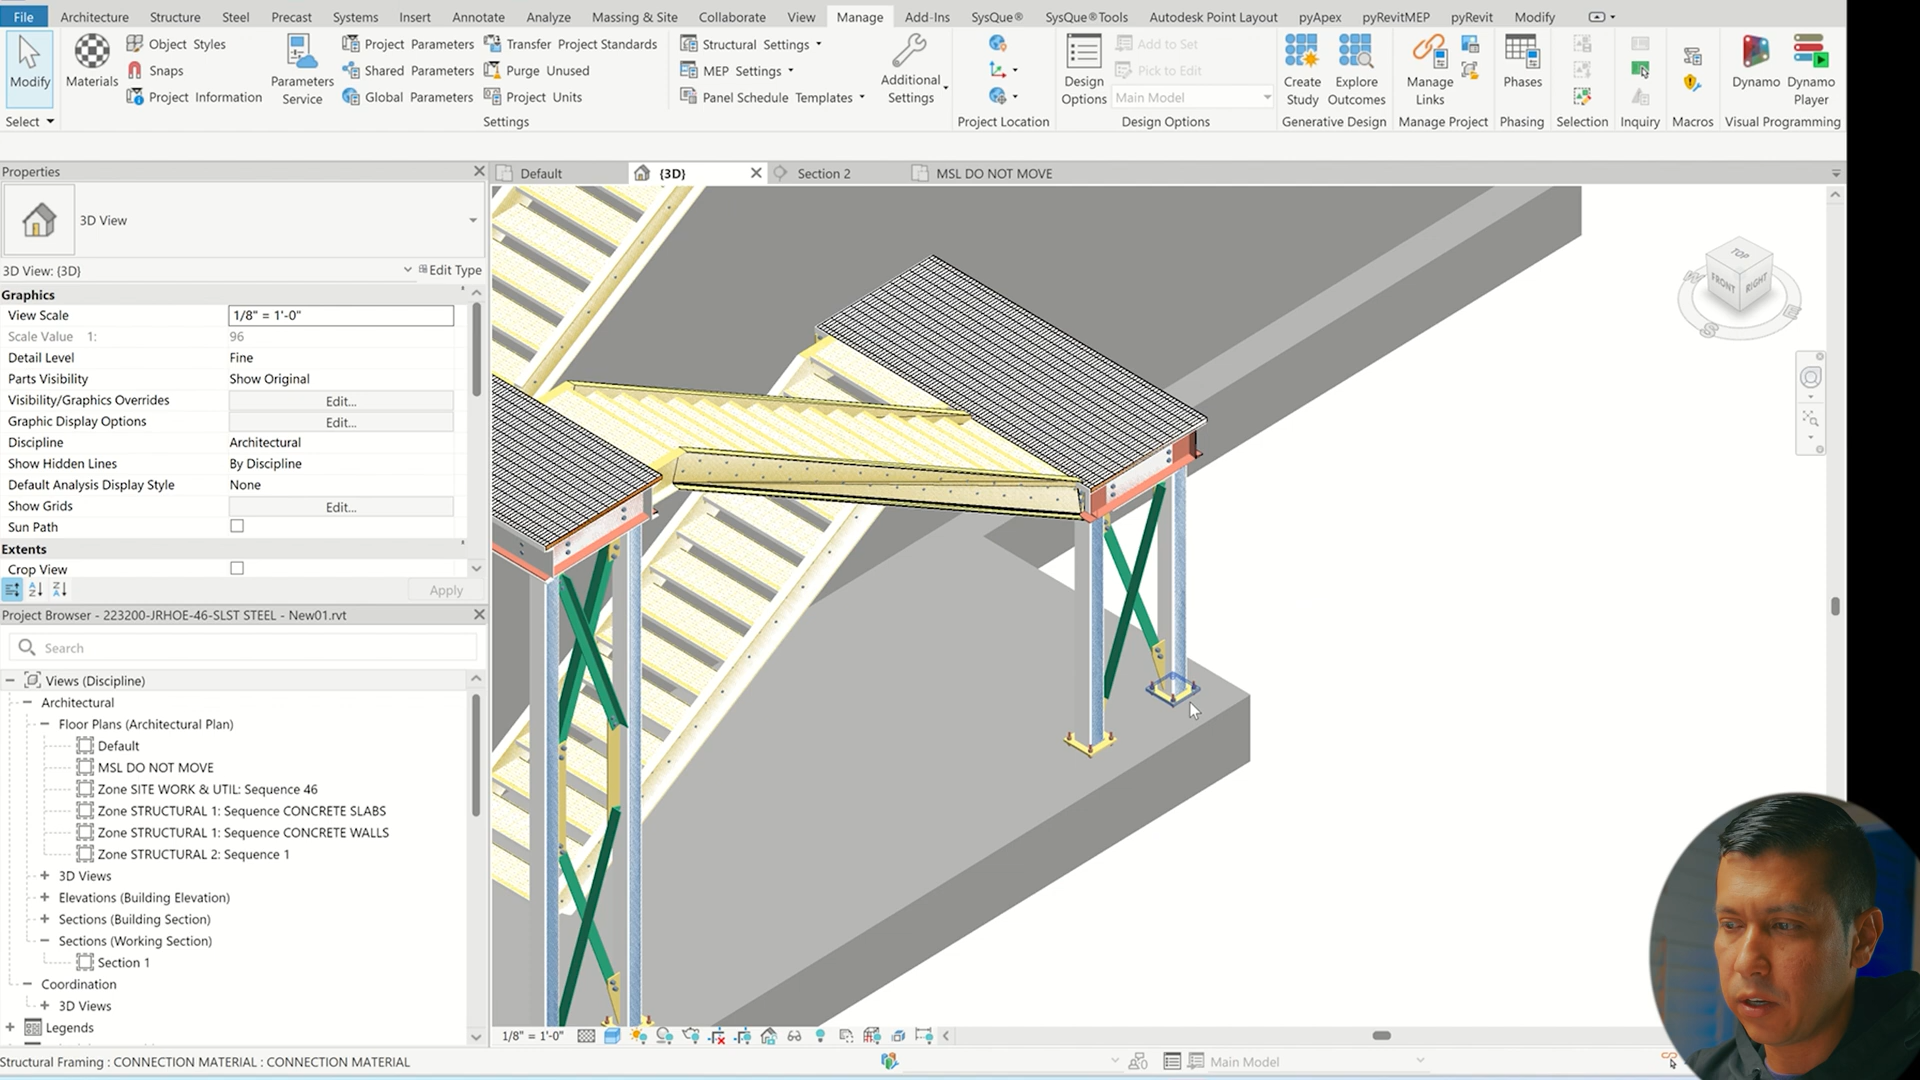 File Architecture Structure Steel Precast Systems Insert Annotate Analyze Massing & Site Collaborate View Manage Add-Ins SysQue® SysQue®Tools Autodesk Point Layout pyApex pyRevitMEP pyRevit Modify
Modify
Select
Materials
Object Styles
Snaps
Project Information
Parameters Service
Project Parameters
Shared Parameters
Global Parameters
Transfer Project Standards
Purge Unused
Project Units
Settings
Structural Settings
MEP Settings
Panel Schedule Templates
Additional Settings
Project Location
Design Options
Add to Set
Pick to Edit
Main Model
Design Options
Create Study
Explore Outcomes
Generative Design
Manage Links
Manage Project
Phases
Phasing
Selection
Inquiry
Macros
Dynamo
Dynamo Player
Visual Programming
Properties
3D View
3D View: {3D}
Edit Type
Graphics
View Scale 1/8" = 1'-0"
Scale Value 1: 96
Detail Level Fine
Parts Visibility Show Original
Visibility/Graphics Overrides Edit...
Graphic Display Options Edit...
Discipline Architectural
Show Hidden Lines By Discipline
Default Analysis Display Style None
Show Grids Edit...
Sun Path
Extents
Crop View
Apply
Project Browser - 223200-JRHOE-46-SLST STEEL - New01.rvt
Search
Views (Discipline)
Architectural
Floor Plans (Architectural Plan)
Default
MSL DO NOT MOVE
Zone SITE WORK & UTIL: Sequence 46
Zone STRUCTURAL 1: Sequence CONCRETE SLABS
Zone STRUCTURAL 1: Sequence CONCRETE WALLS
Zone STRUCTURAL 2: Sequence 1
3D Views
Elevations (Building Elevation)
Sections (Building Section)
Sections (Working Section)
Section 1
Coordination
3D Views
Legends
Default {3D} Section 2 MSL DO NOT MOVE
TOP
FRONT RIGHT
W
S
E
1/8" = 1'-0"
Structural Framing : CONNECTION MATERIAL : CONNECTION MATERIAL
Main Model